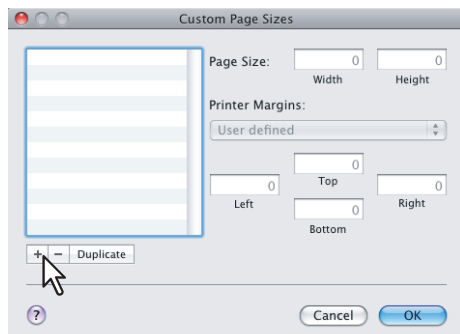 Custom Page Sizes
Page Size: 0 0
Width Height
Printer Margins:
User defined
0
Top
0 0
Left Right
0
Bottom
+ − Duplicate
? Cancel OK